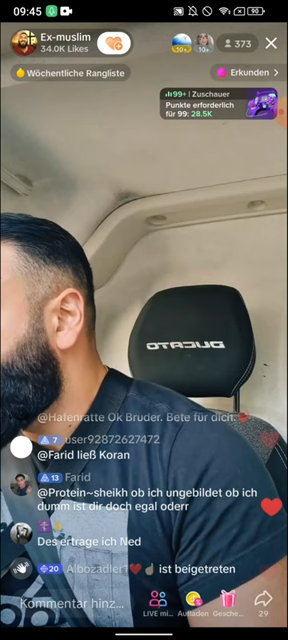 09:45
90
Ex-muslim
34.0K Likes
10+
10+
373
Wöchentliche Rangliste
Erkunden >
99+ | Zuschauer
Punkte erforderlich
für 99: 28.5K
DUCATO
@Hafenratte Ok Bruder. Bete für dich.
7 user92872627472
@Farid ließ Koran
13 Farid
@Protein~sheikh ob ich ungebildet ob ich
dumm ist dir doch egal oderr
Des ertrage ich Ned
20 Albozadler1 ist beigetreten
Kommentar hinz...
LIVE mi...
Aufladen
Gesche...
29